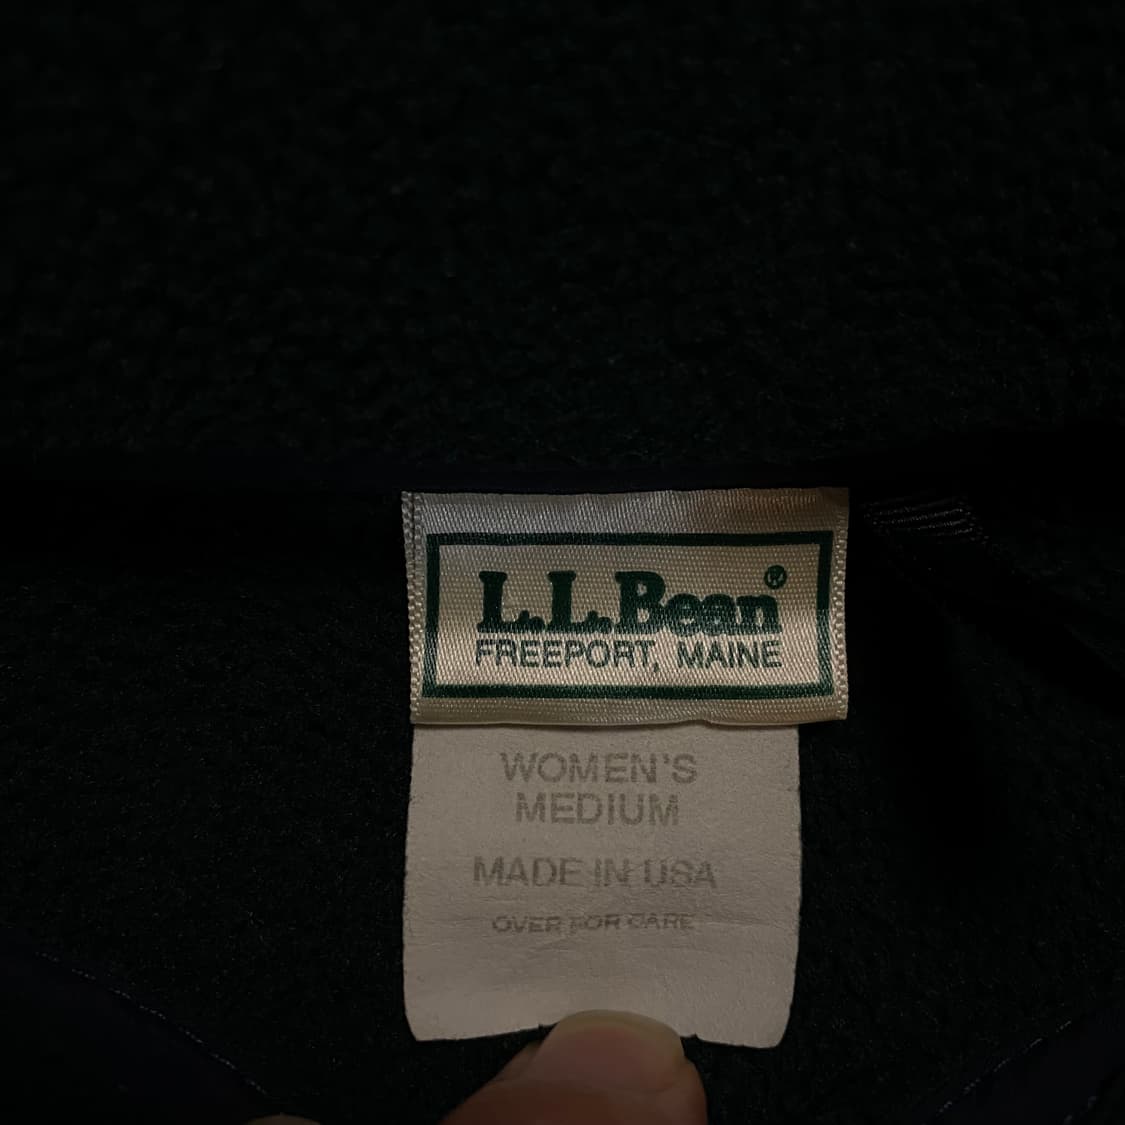 L.L.Bean®
FREEPORT, MAINE
WOMEN'S
MEDIUM
MADE IN USA
OVER FOR CARE